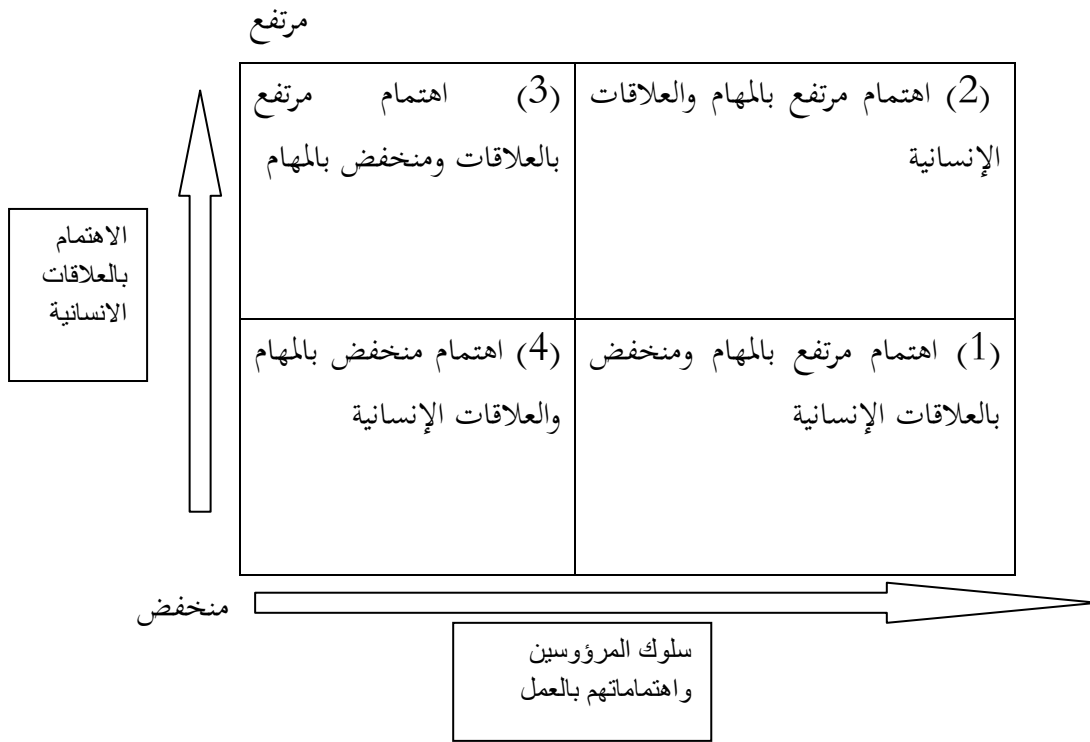 مرتفع
(2) اهتمام مرتفع بالمهام والعلاقات
الإنسانية
(3) اهتمام مرتفع
بالعلاقات ومنخفض بالمهام
الاهتمام
بالعلاقات
الانسانية
(1) اهتمام مرتفع بالمهام ومنخفض
بالعلاقات الإنسانية
(4) اهتمام منخفض بالمهام
والعلاقات الإنسانية
منخفض
سلوك المرؤوسين
واهتماماتهم بالعمل